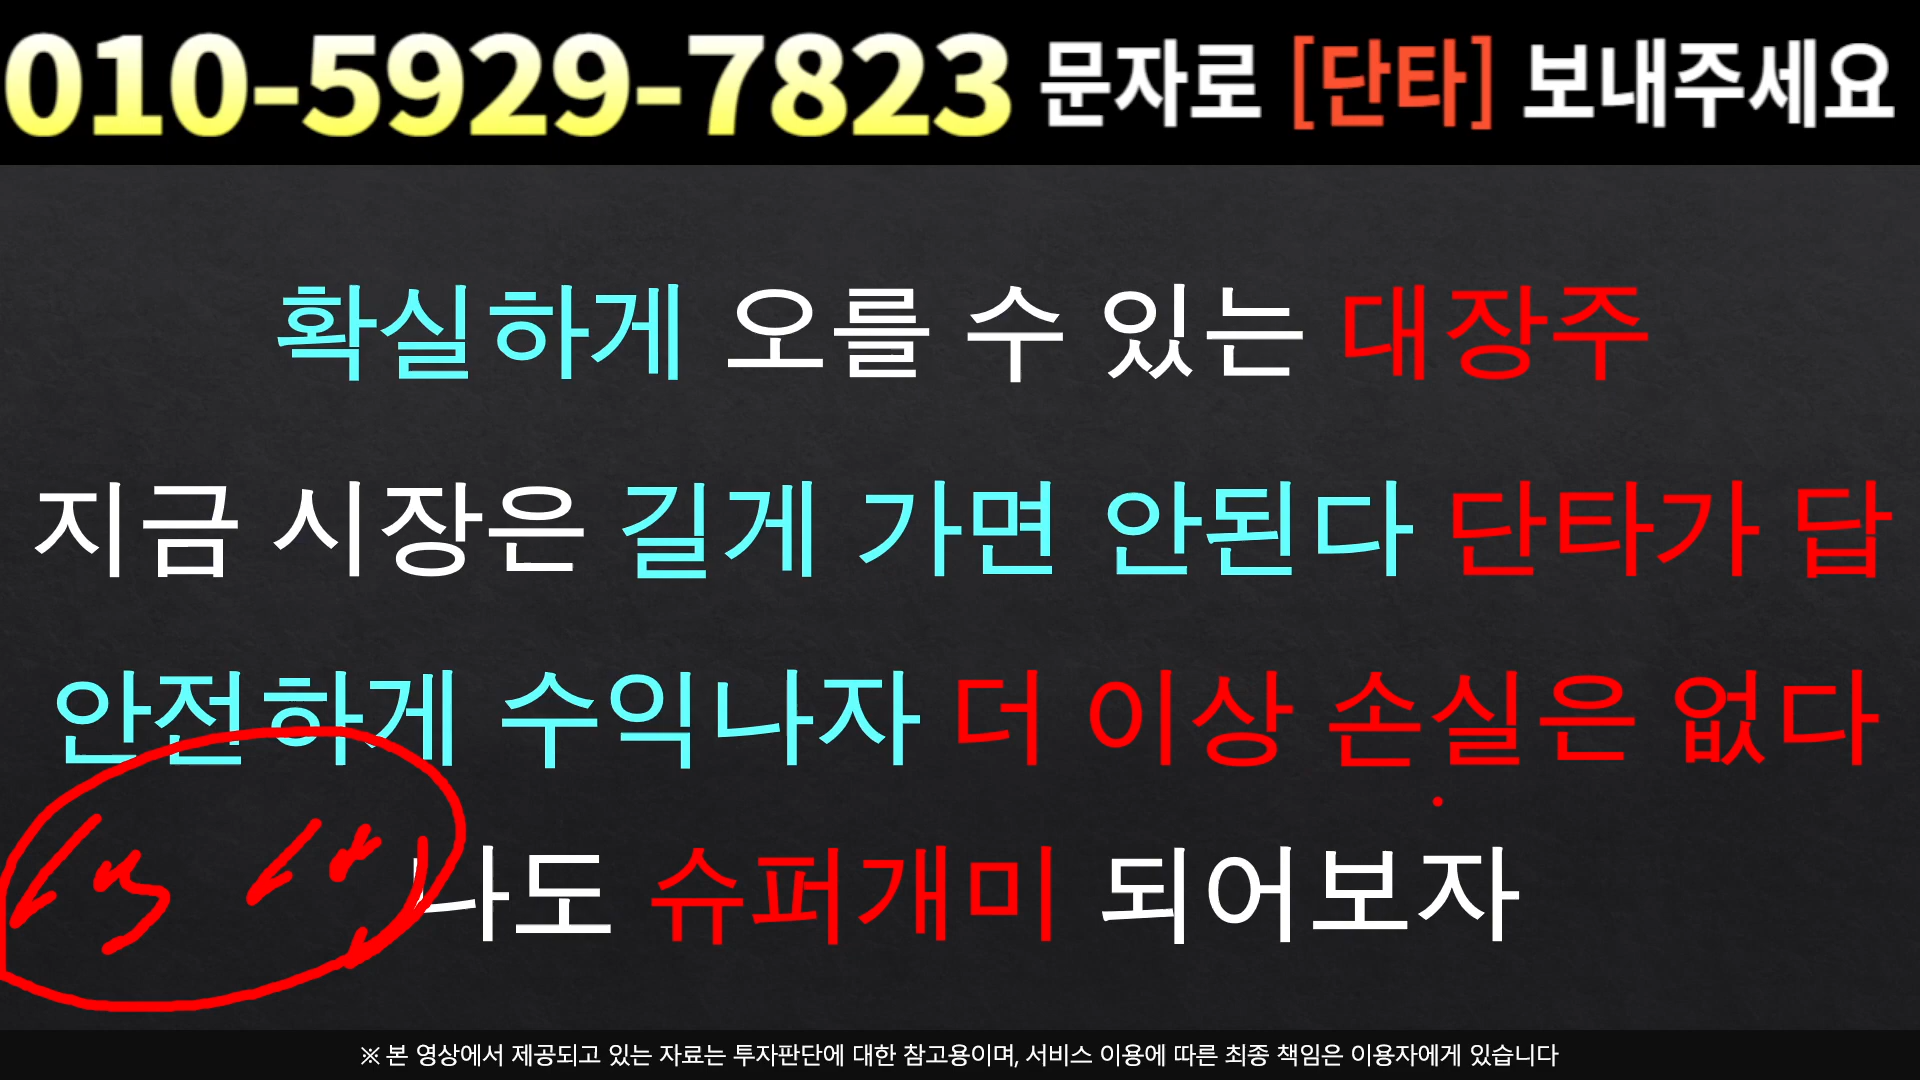 010-5929-7823 문자로 [단타] 보내주세요
확실하게 오를 수 있는 대장주
지금 시장은 길게 가면 안된다 단타가 답
안전하게 수익나자 더 이상 손실은 없다
나도 슈퍼개미 되어보자
※ 본 영상에서 제공되고 있는 자료는 투자판단에 대한 참고용이며, 서비스 이용에 따른 최종 책임은 이용자에게 있습니다